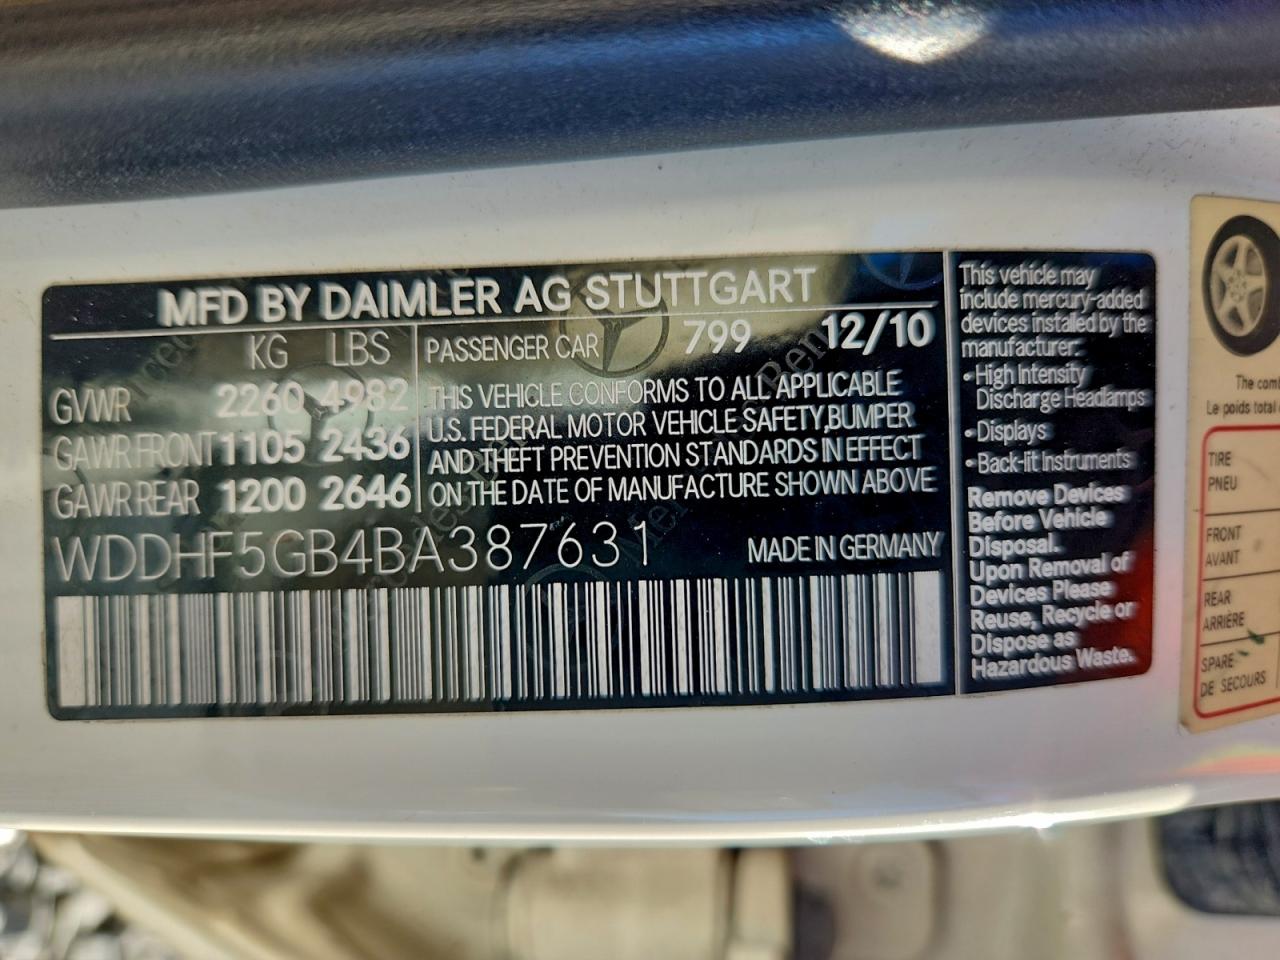 MFD BY DAIMLER AG STUTTGART
KG LBS
GVWR 2260 4982
GAWR FRONT 1105 2436
GAWR REAR 1200 2646
PASSENGER CAR 799 12/10
THIS VEHICLE CONFORMS TO ALL APPLICABLE
U.S. FEDERAL MOTOR VEHICLE SAFETY,BUMPER
AND THEFT PREVENTION STANDARDS IN EFFECT
ON THE DATE OF MANUFACTURE SHOWN ABOVE
WDDHF5GB4BA387631 MADE IN GERMANY
This vehicle may
include mercury-added
devices installed by the
manufacturer:
• High Intensity
Discharge Headlamps
• Displays
• Back-lit Instruments
Remove Devices
Before Vehicle
Disposal.
Upon Removal of
Devices Please
Reuse, Recycle or
Dispose as
Hazardous Waste.
The
Le poids total
TIRE
PNEU
FRONT
AVANT
REAR
ARRIÈRE
SPARE
DE SECOURS